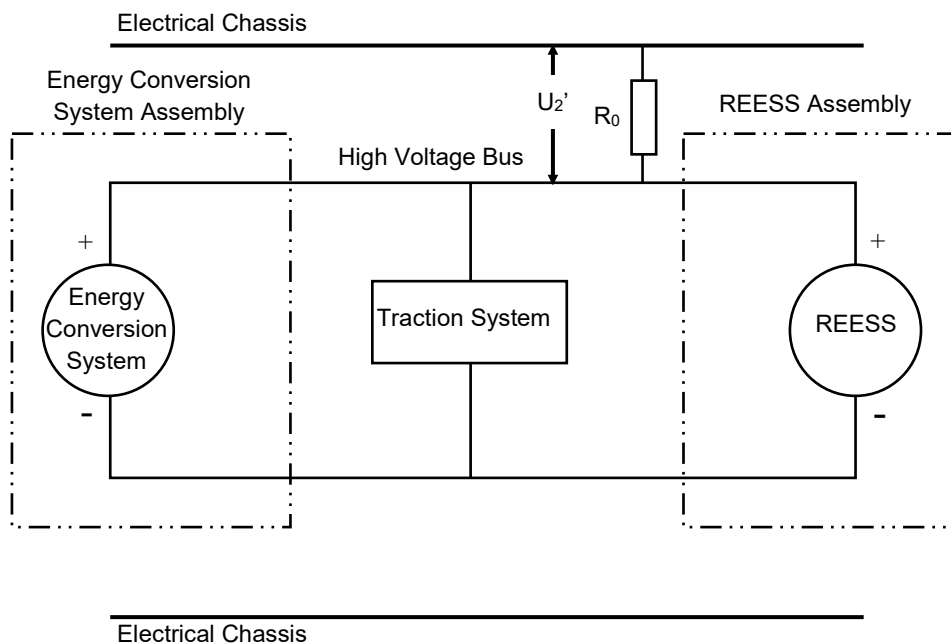 Electrical Chassis
Energy Conversion
System Assembly
U2’
R0
REESS Assembly
High Voltage Bus
+
+
Energy
Conversion
System
Traction System
REESS
-
-
Electrical Chassis